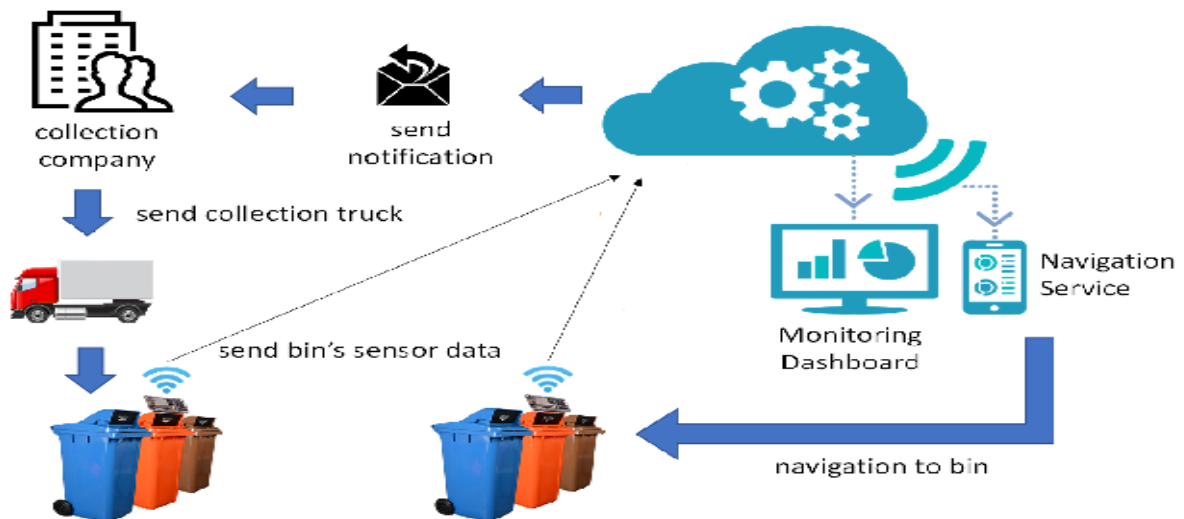 collection
company
send
notification
send collection truck
Navigation
Service
Monitoring
Dashboard
send bin's sensor data
navigation to bin